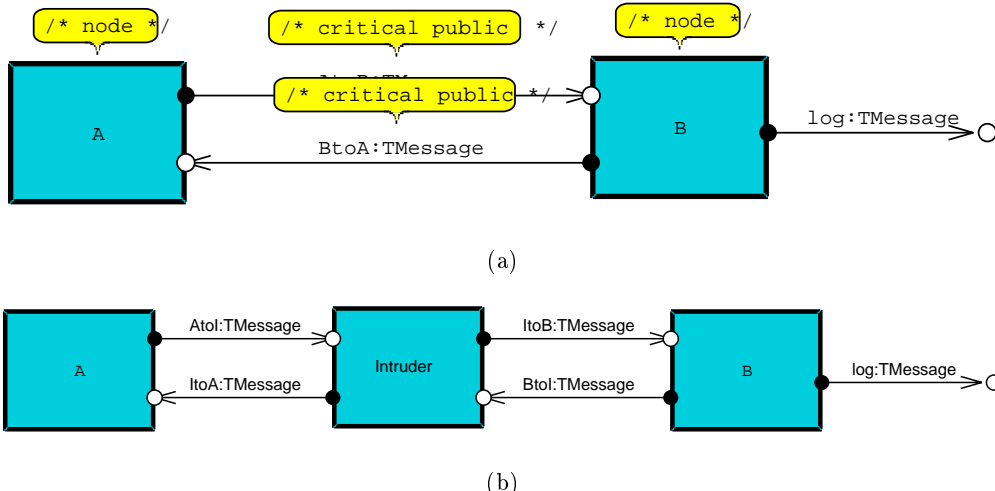 /* node */
/* critical public */
/* node */
/* critical public */
A
B
log:TMessage
BtoA:TMessage
(a)
AtoI:TMessage
ItoB:TMessage
A
Intruder
B
log:TMessage
ItoA:TMessage
BtoI:TMessage
(b)